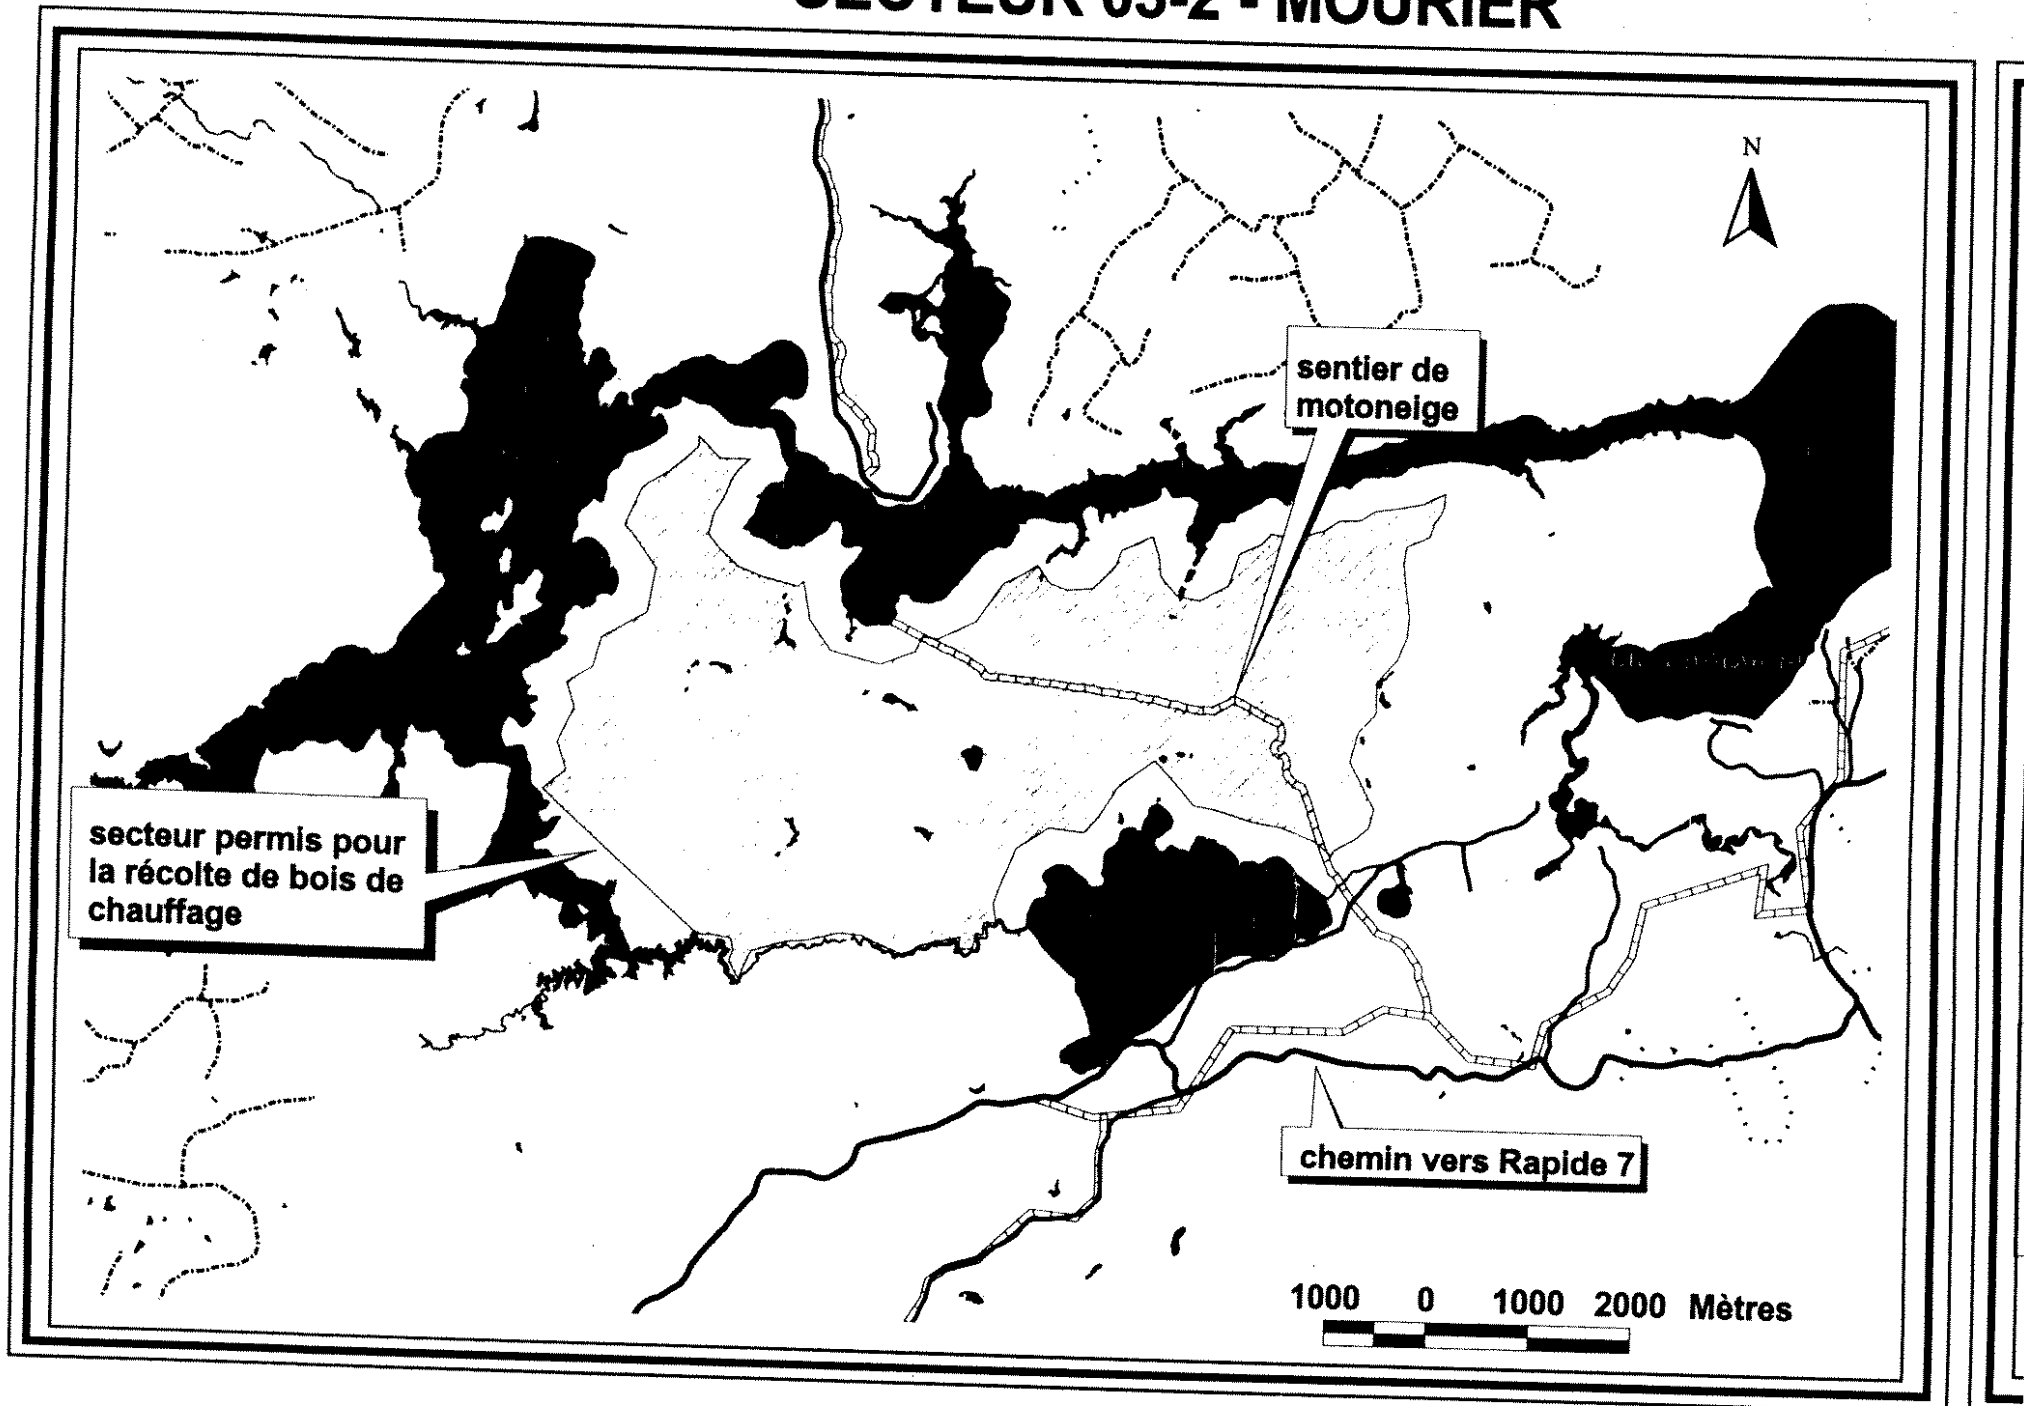 SECTEUR 03-2 - MOURIER
N
sentier de
motoneige
secteur permis pour
la récolte de bois de
chauffage
chemin vers Rapide 7
1000 0 1000 2000 Mètres